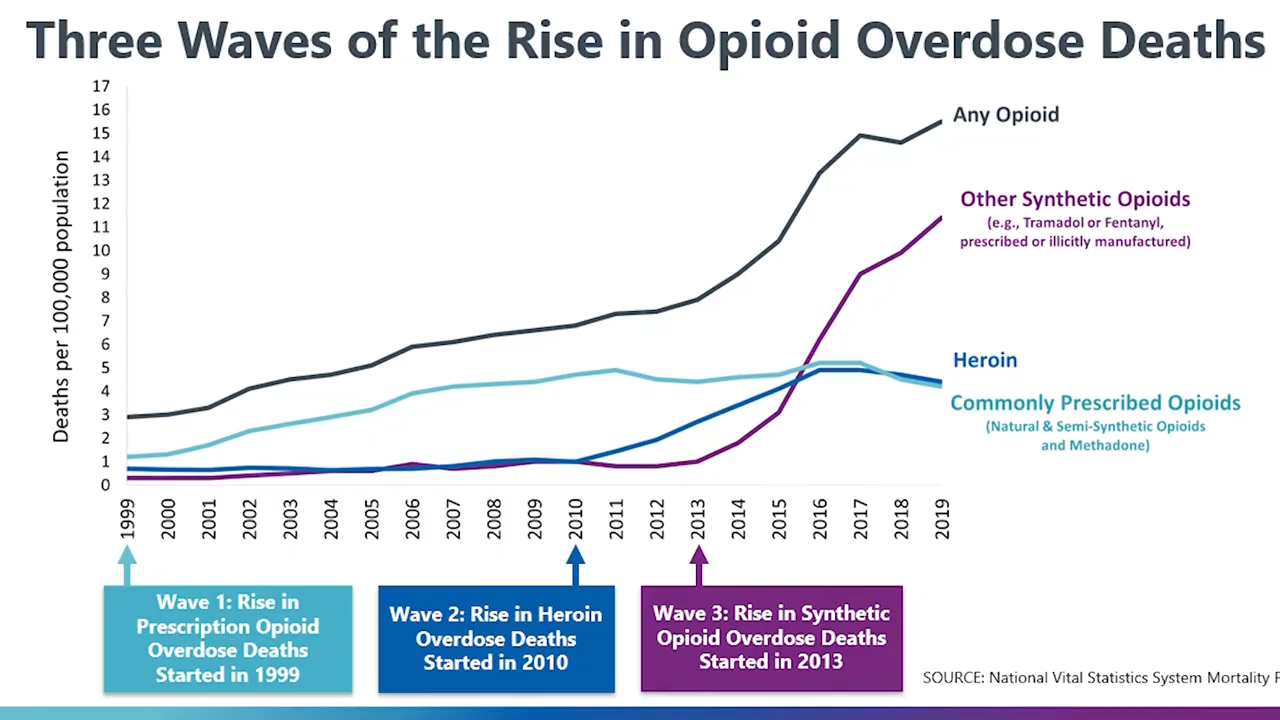 Three Waves of the Rise in Opioid Overdose Deaths
Deaths per 100,000 population
17
16
15
14
13
12
11
10
9
8
7
6
5
4
3
2
1
0
Any Opioid
Other Synthetic Opioids
(e.g., Tramadol or Fentanyl,
prescribed or illicitly manufactured)
Heroin
Commonly Prescribed Opioids
(Natural & Semi-Synthetic Opioids
and Methadone)
1999
2000
2001
2002
2003
2004
2005
2006
2007
2008
2009
2010
2011
2012
2013
2014
2015
2016
2017
2018
2019
Wave 1: Rise in
Prescription Opioid
Overdose Deaths
Started in 1999
Wave 2: Rise in Heroin
Overdose Deaths
Started in 2010
Wave 3: Rise in Synthetic
Opioid Overdose Deaths
Started in 2013
SOURCE: National Vital Statistics System Mortality F